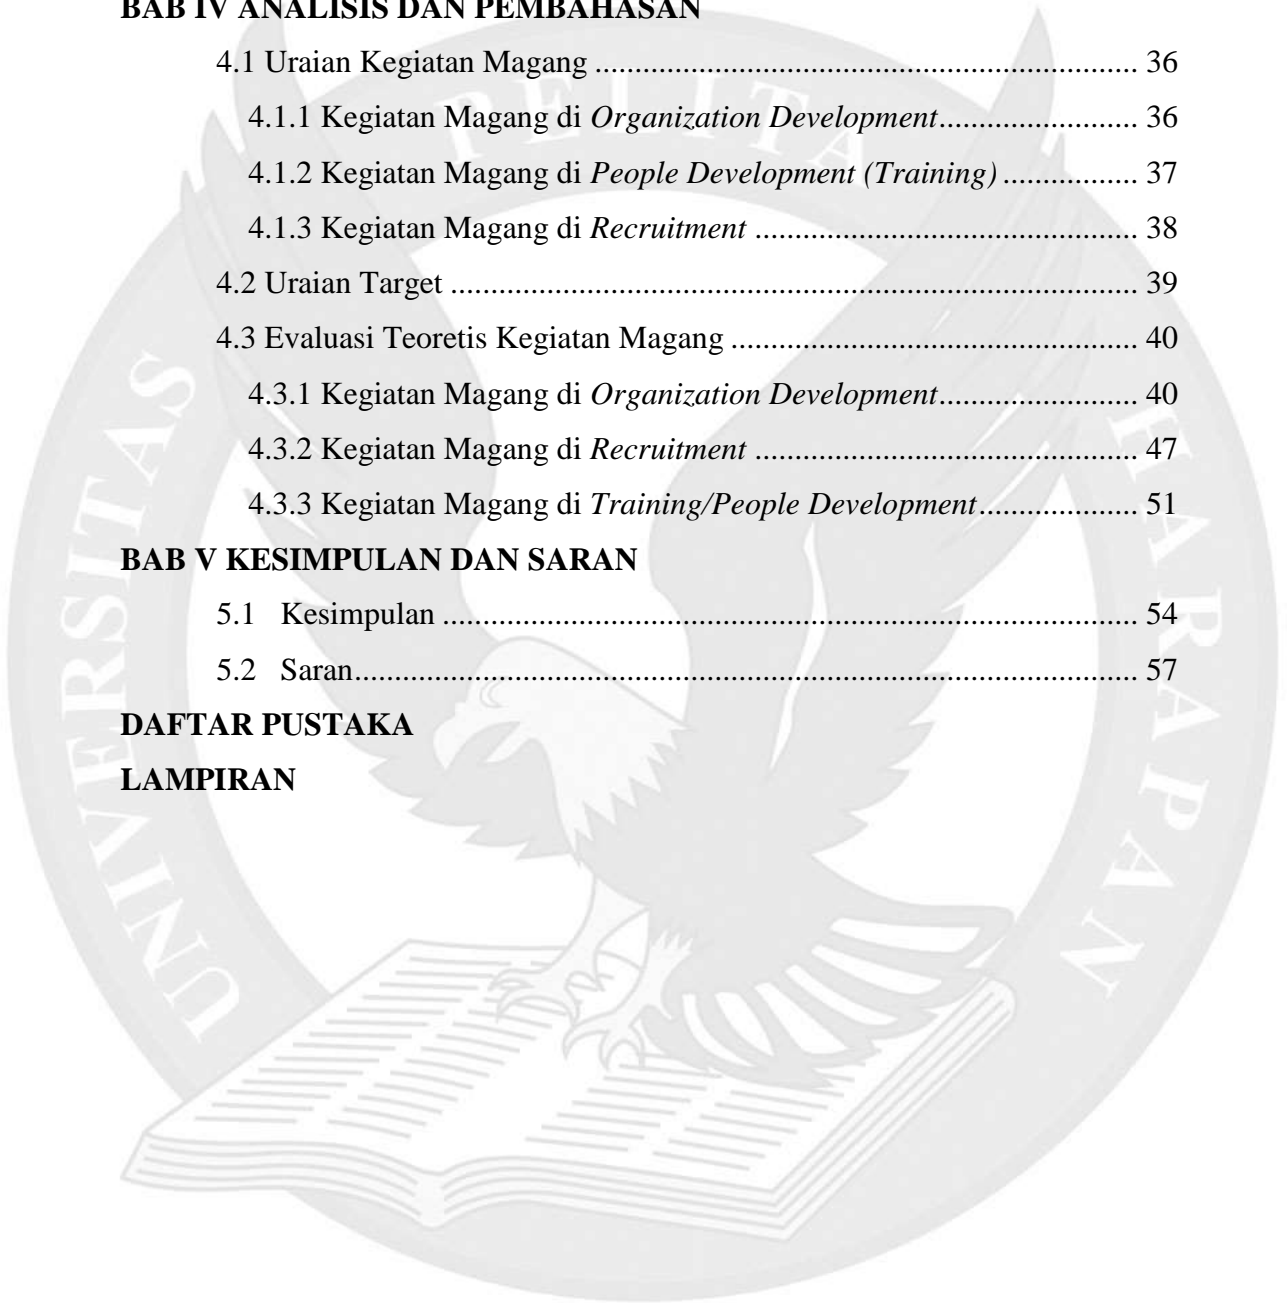 BAB IV ANALISIS DAN PEMBAHASAN
4.1 Uraian Kegiatan Magang .................................................................... 36
4.1.1 Kegiatan Magang di Organization Development......................... 36
4.1.2 Kegiatan Magang di People Development (Training) ................. 37
4.1.3 Kegiatan Magang di Recruitment ................................................ 38
4.2 Uraian Target ...................................................................................... 39
4.3 Evaluasi Teoretis Kegiatan Magang ................................................... 40
4.3.1 Kegiatan Magang di Organization Development......................... 40
4.3.2 Kegiatan Magang di Recruitment ................................................ 47
4.3.3 Kegiatan Magang di Training/People Development.................... 51
BAB V KESIMPULAN DAN SARAN
5.1 Kesimpulan ....................................................................................... 54
5.2 Saran.................................................................................................. 57
DAFTAR PUSTAKA
LAMPIRAN
UNIVERSITAS PELITA HARAPAN